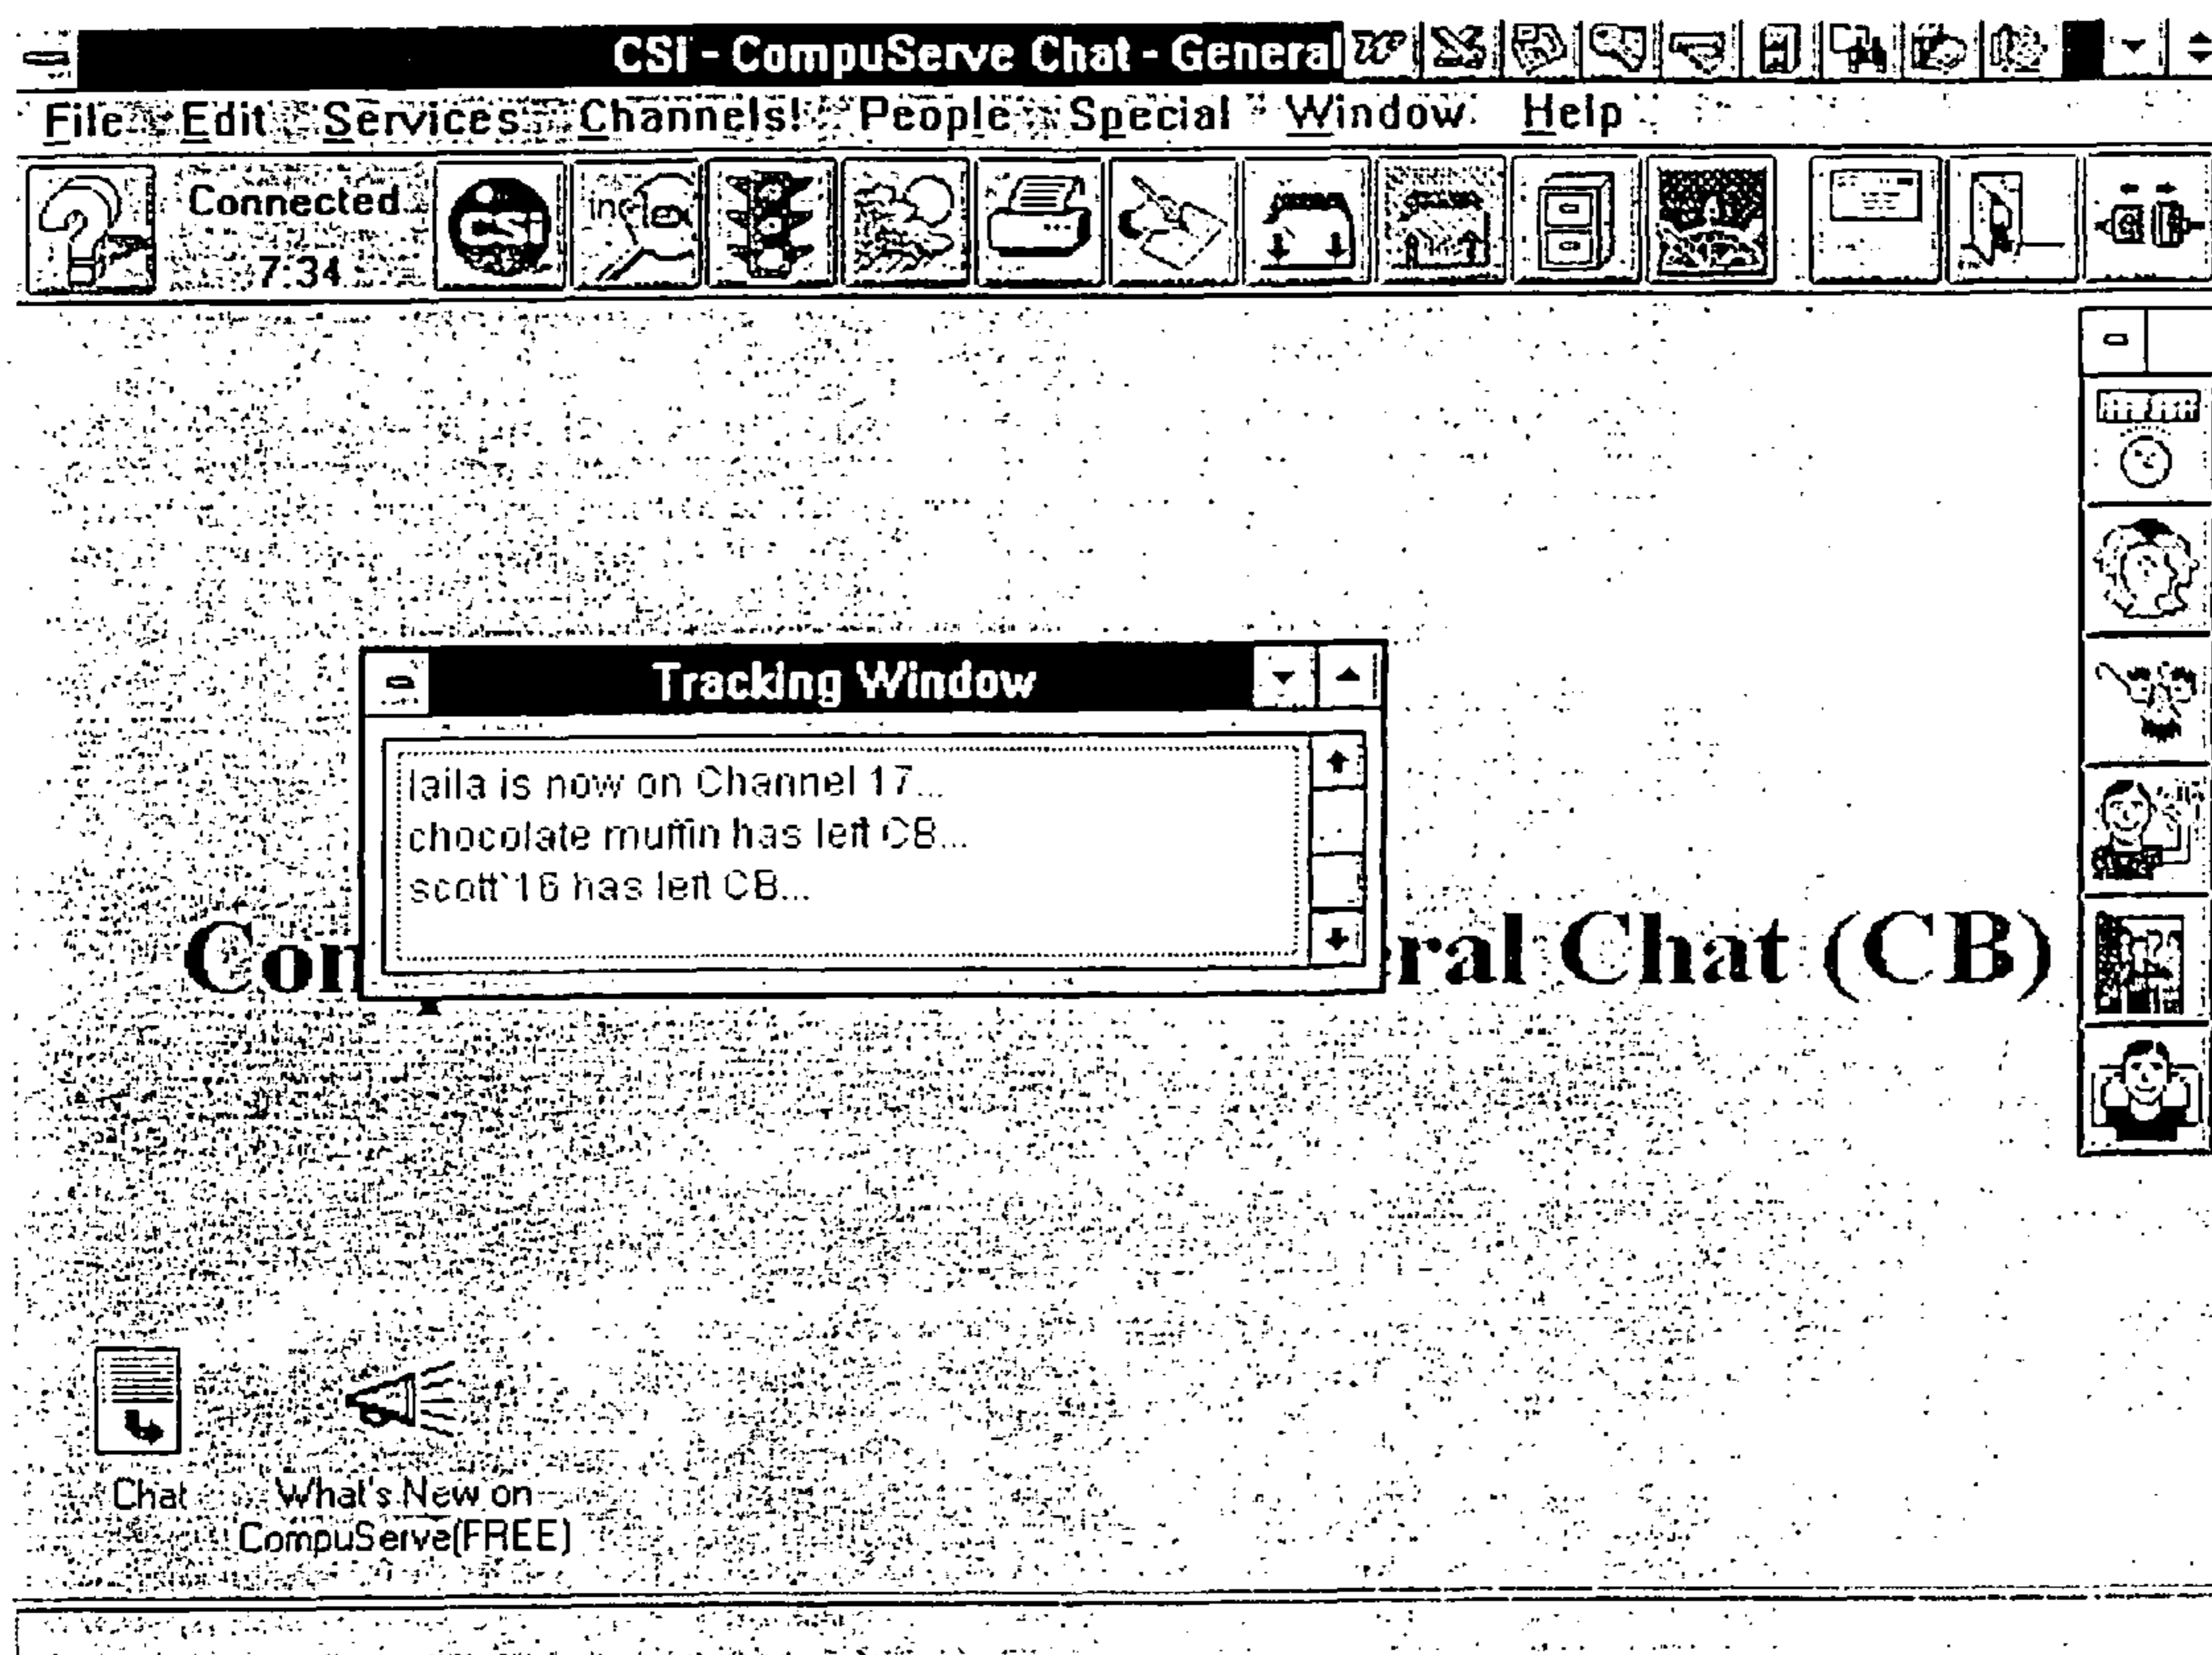 CSi - CompuServe Chat - General
File Edit Services Channels! People Special Window Help
Connected
7:34
CSi
Tracking Window
laila is now on Channel 17...
chocolate muffin has left CB...
scott`16 has left CB...
Com ral Chat (CB)
Chat
What's New on
CompuServe(FREE)